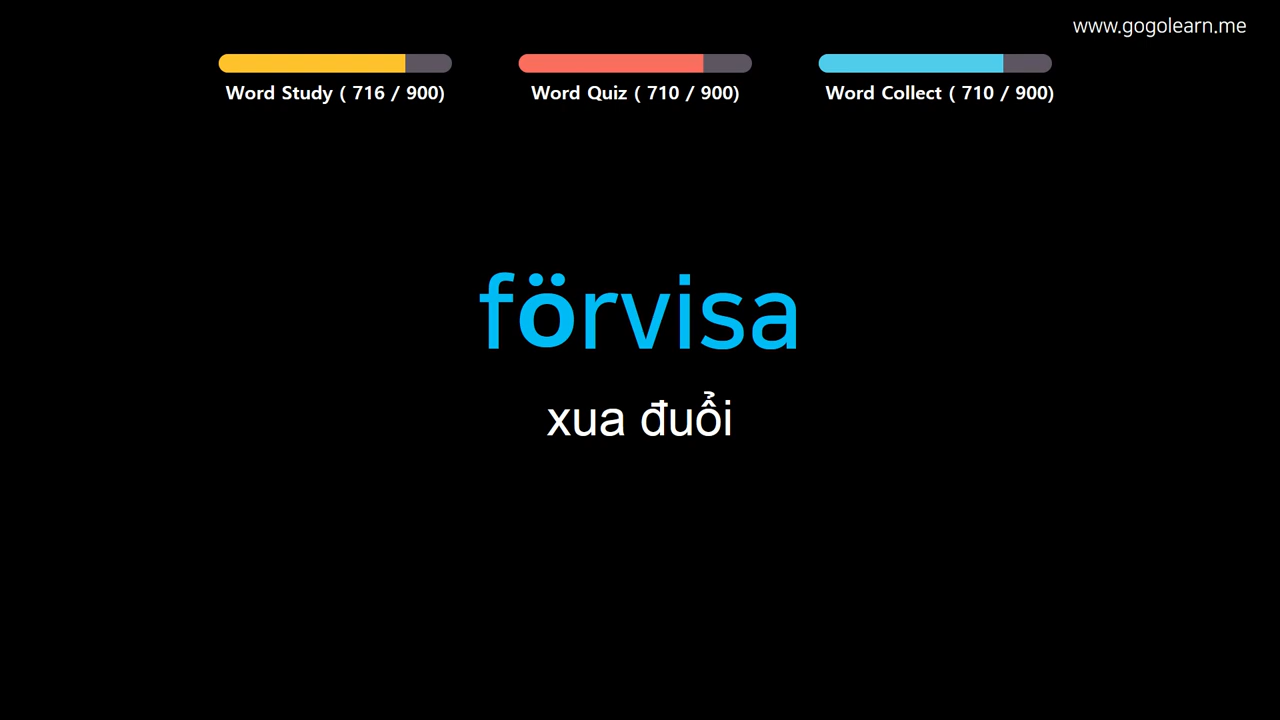 www.gogolearn.me
Word Study ( 716 / 900)
Word Quiz ( 710 / 900)
Word Collect ( 710 / 900)
förvisa
xua đuổi